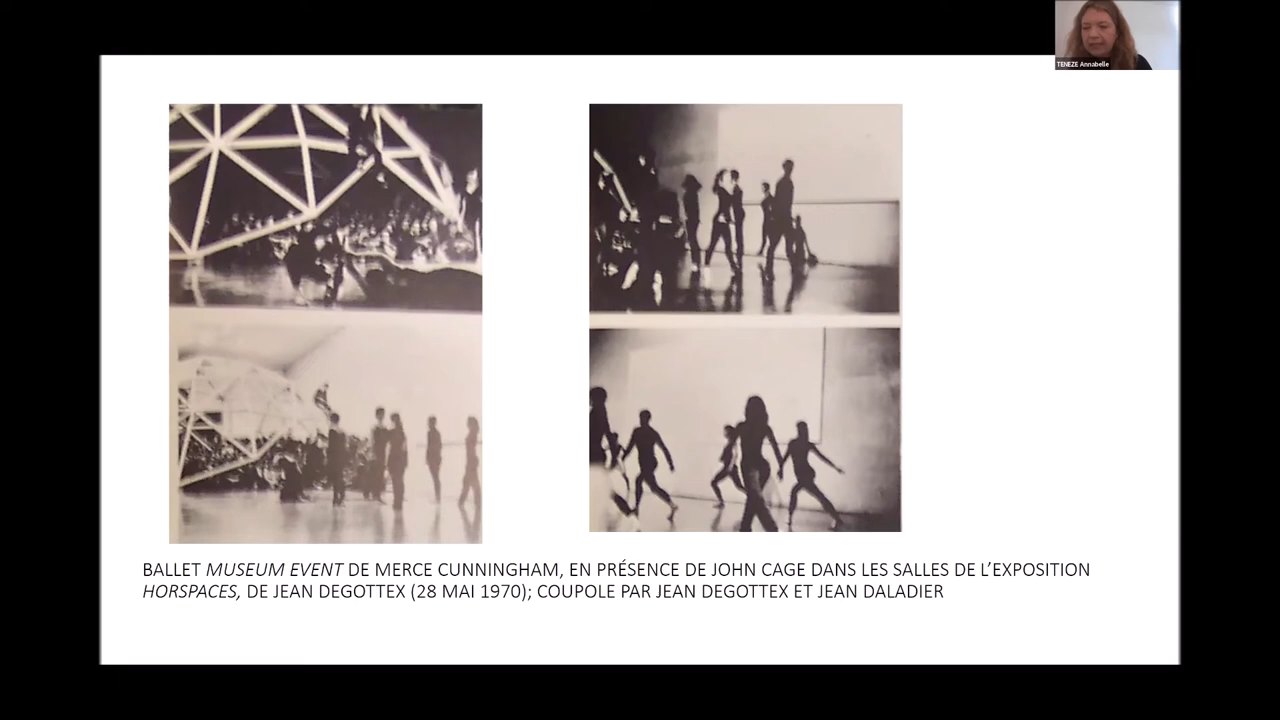 TENEZE Annabelle
BALLET MUSEUM EVENT DE MERCE CUNNINGHAM, EN PRÉSENCE DE JOHN CAGE DANS LES SALLES DE L’EXPOSITION
HORSPACES, DE JEAN DEGOTTEX (28 MAI 1970); COUPOLE PAR JEAN DEGOTTEX ET JEAN DALADIER